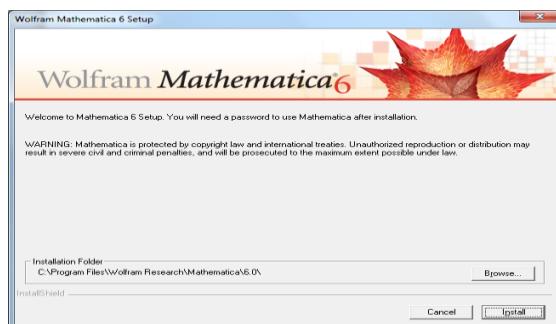 Wolfram Mathematica 6 Setup
Wolfram Mathematica 6
Welcome to Mathematica 6 Setup. You will need a password to use Mathematica after installation.
WARNING: Mathematica is protected by copyright law and international treaties. Unauthorized reproduction or distribution may
result in severe civil and criminal penalties, and will be prosecuted to the maximum extent possible under law.
Installation Folder
C:\Program Files\Wolfram Research\Mathematica\6.0\
Browse...
InstallShield
Cancel
Install